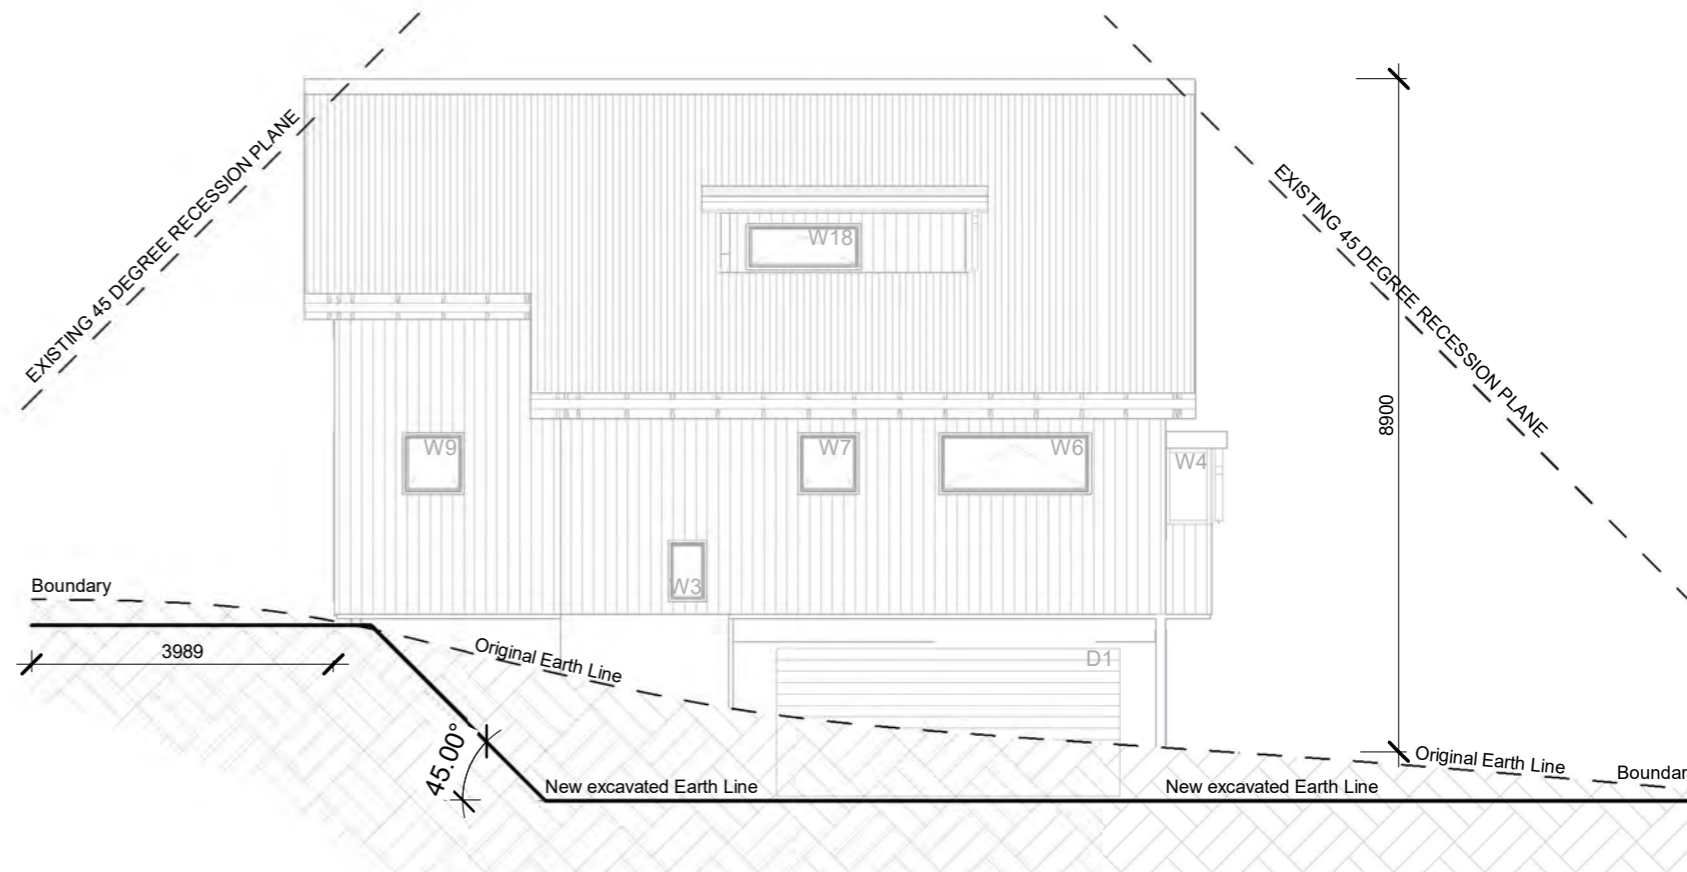 EXISTING 45 DEGREE RECESSION PLANE
EXISTING 45 DEGREE RECESSION PLANE
W18
8900
W9
W7
W6
W4
W3
Boundary
3989
Original Earth Line
D1
45.00°
New excavated Earth Line
New excavated Earth Line
Original Earth Line
Boundar